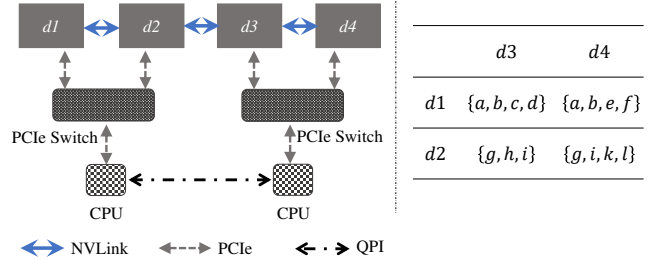 d1 d2 d3 d4
PCIe Switch PCIe Switch
CPU CPU
NVLink PCIe QPI
d3 d4
d1 {a, b, c, d} {a, b, e, f}
d2 {g, h, i} {g, i, k, l}